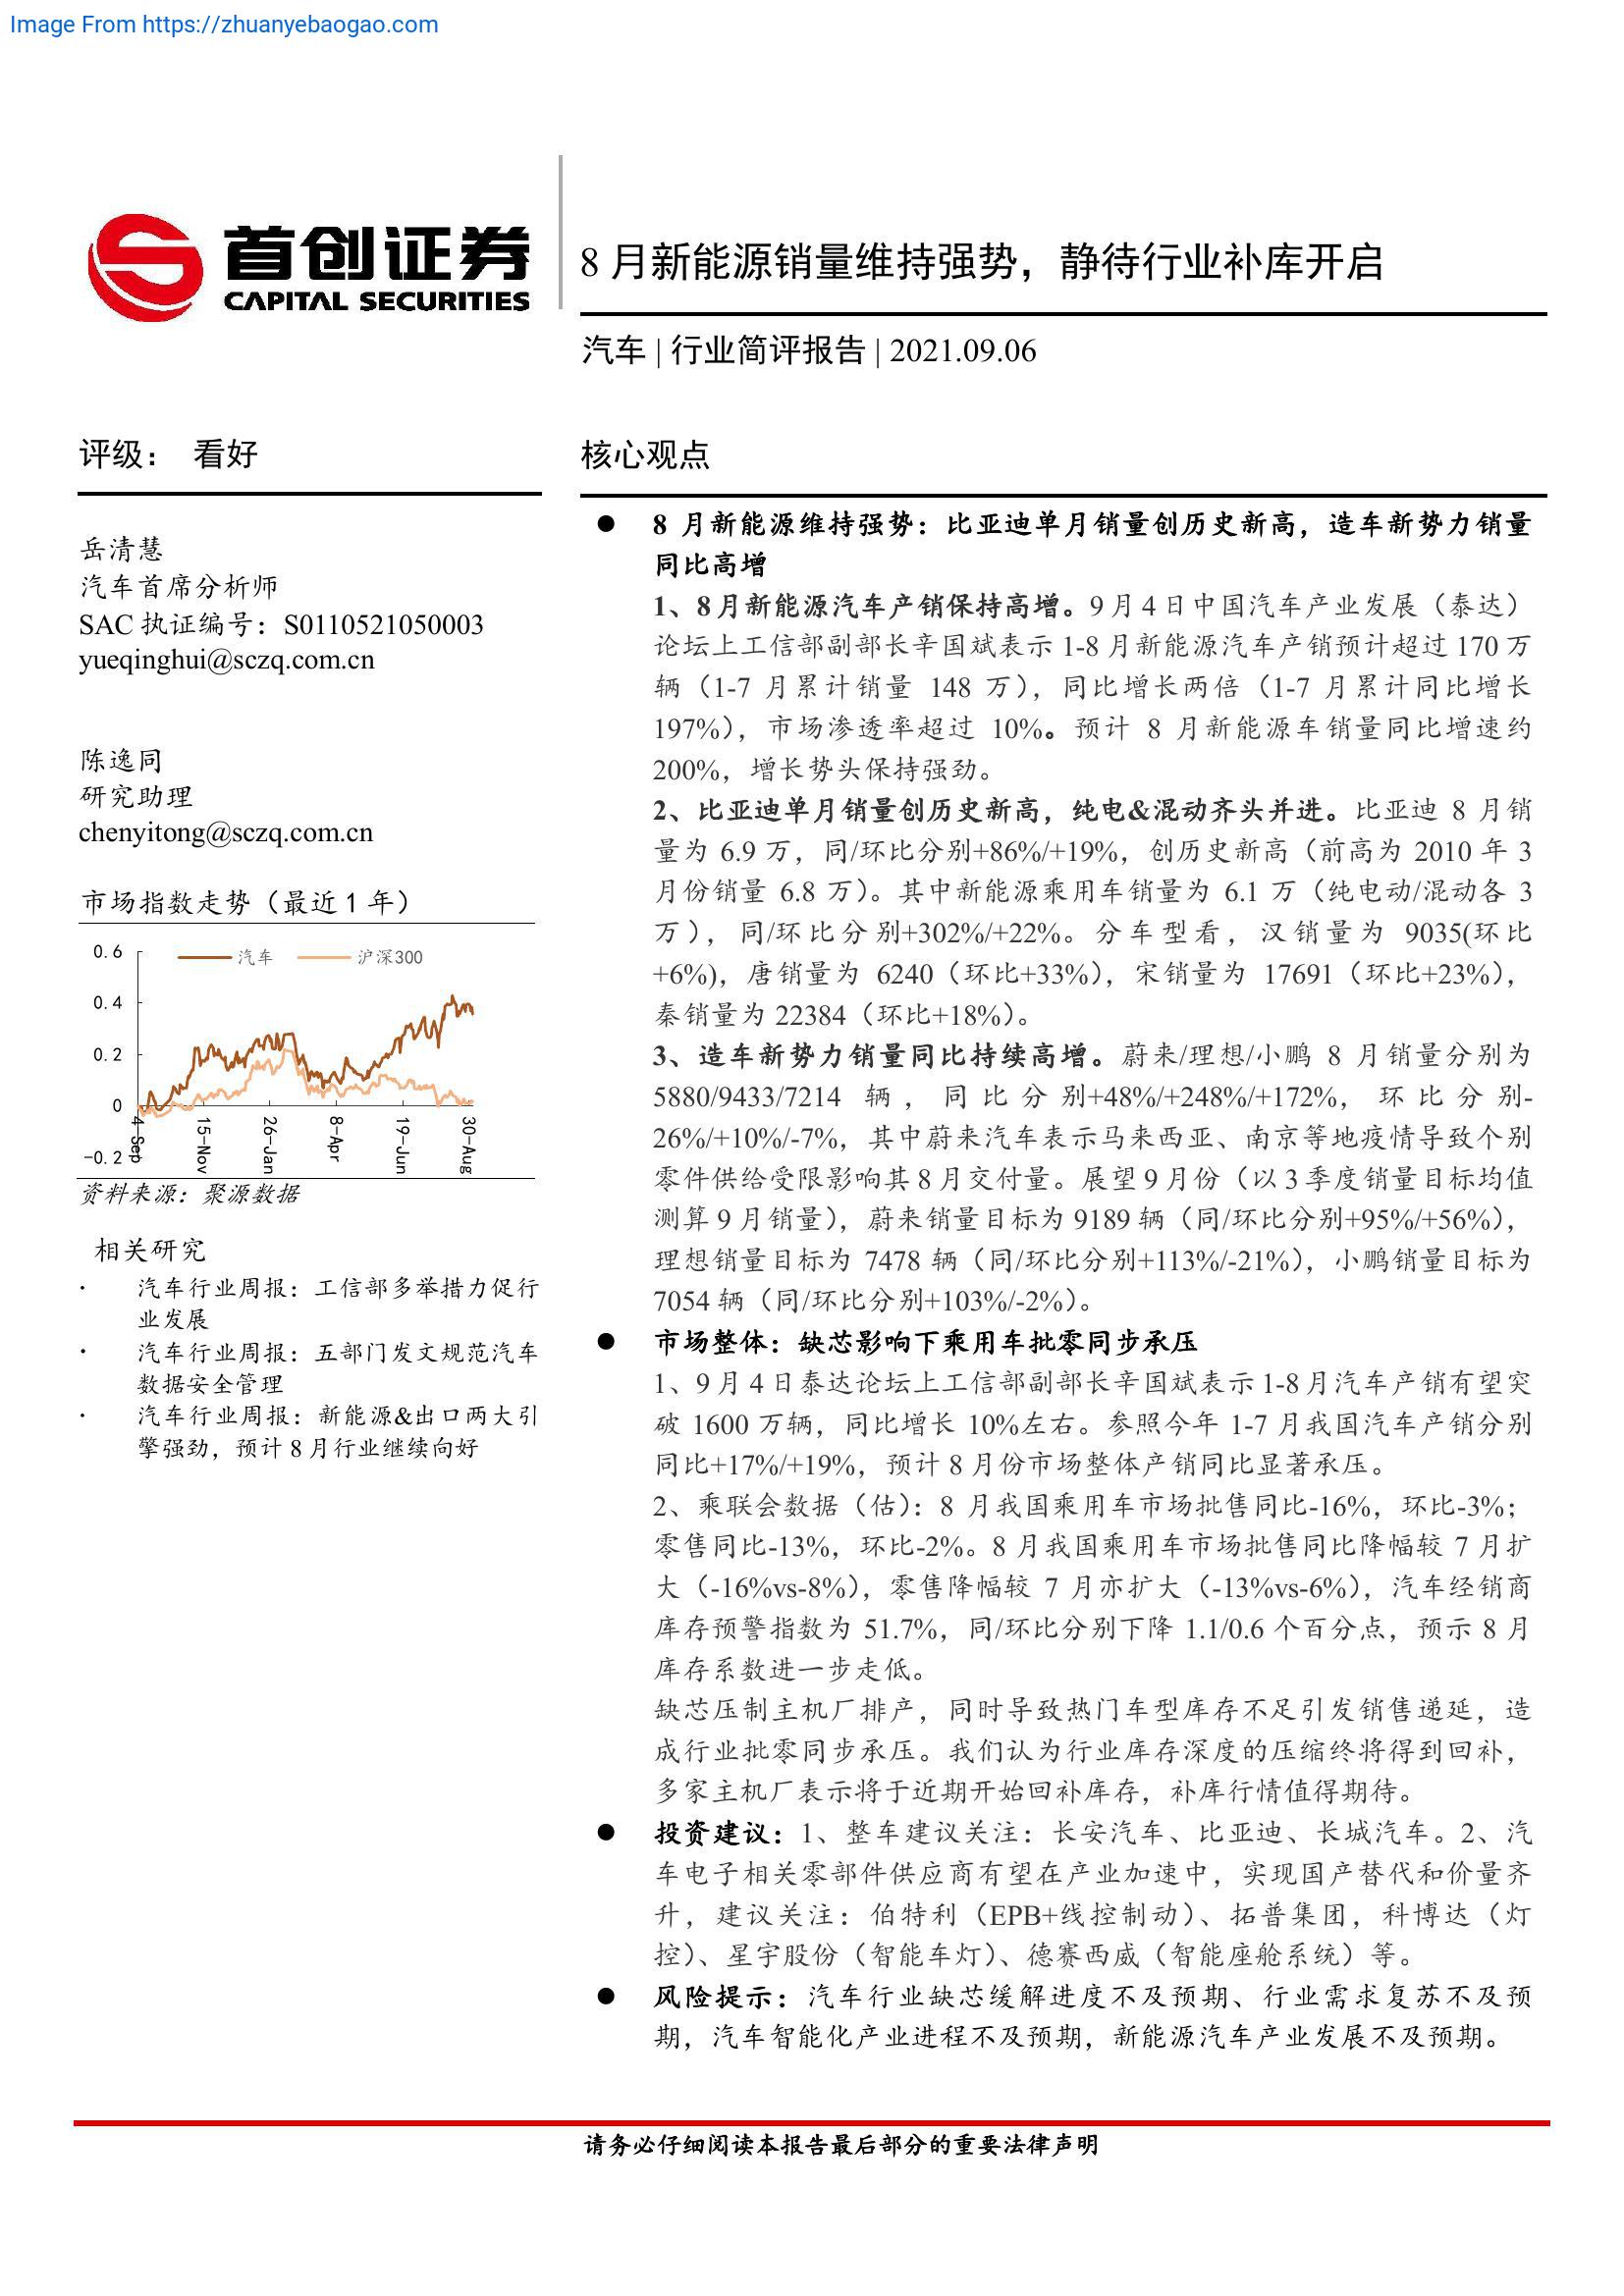 Image From https://zhuanyebaogao.com
首创证券
CAPITAL SECURITIES
8 月新能源销量维持强势，静待行业补库开启
汽车 | 行业简评报告 | 2021.09.06
评级： 看好
岳清慧
汽车首席分析师
SAC 执证编号：S0110521050003
yueqinghui@sczq.com.cn
陈逸同
研究助理
chenyitong@sczq.com.cn
市场指数走势（最近 1 年）
汽车 沪深300
0.6
0.4
0.2
0
-0.2
4-Sep
15-Nov
26-Jan
8-Apr
19-Jun
30-Aug
资料来源：聚源数据
相关研究
· 汽车行业周报：工信部多举措力促行
业发展
· 汽车行业周报：五部门发文规范汽车
数据安全管理
· 汽车行业周报：新能源&出口两大引
擎强劲，预计 8 月行业继续向好
核心观点
● 8 月新能源维持强势：比亚迪单月销量创历史新高，造车新势力销量
同比高增
1、8 月新能源汽车产销保持高增。9 月 4 日中国汽车产业发展（泰达）
论坛上工信部副部长辛国斌表示 1-8 月新能源汽车产销预计超过 170 万
辆（1-7 月累计销量 148 万），同比增长两倍（1-7 月累计同比增长
197%），市场渗透率超过 10%。预计 8 月新能源车销量同比增速约
200%，增长势头保持强劲。
2、比亚迪单月销量创历史新高，纯电&混动齐头并进。比亚迪 8 月销
量为 6.9 万，同/环比分别+86%/+19%，创历史新高（前高为 2010 年 3
月份销量 6.8 万）。其中新能源乘用车销量为 6.1 万（纯电动/混动各 3
万），同/环比分别+302%/+22%。分车型看，汉销量为 9035(环比
+6%)，唐销量为 6240（环比+33%），宋销量为 17691（环比+23%），
秦销量为 22384（环比+18%）。
3、造车新势力销量同比持续高增。蔚来/理想/小鹏 8 月销量分别为
5880/9433/7214 辆，同比分别+48%/+248%/+172%，环比分别-
26%/+10%/-7%，其中蔚来汽车表示马来西亚、南京等地疫情导致个别
零件供给受限影响其 8 月交付量。展望 9 月份（以 3 季度销量目标均值
测算 9 月销量），蔚来销量目标为 9189 辆（同/环比分别+95%/+56%），
理想销量目标为 7478 辆（同/环比分别+113%/-21%），小鹏销量目标为
7054 辆（同/环比分别+103%/-2%）。
● 市场整体：缺芯影响下乘用车批零同步承压
1、9 月 4 日泰达论坛上工信部副部长辛国斌表示 1-8 月汽车产销有望突
破 1600 万辆，同比增长 10%左右。参照今年 1-7 月我国汽车产销分别
同比+17%/+19%，预计 8 月份市场整体产销同比显著承压。
2、乘联会数据（估）：8 月我国乘用车市场批售同比-16%，环比-3%；
零售同比-13%，环比-2%。8 月我国乘用车市场批售同比降幅较 7 月扩
大（-16%vs-8%），零售降幅较 7 月亦扩大（-13%vs-6%），汽车经销商
库存预警指数为 51.7%，同/环比分别下降 1.1/0.6 个百分点，预示 8 月
库存系数进一步走低。
缺芯压制主机厂排产，同时导致热门车型库存不足引发销售递延，造
成行业批零同步承压。我们认为行业库存深度的压缩终将得到回补，
多家主机厂表示将于近期开始回补库存，补库行情值得期待。
● 投资建议：1、整车建议关注：长安汽车、比亚迪、长城汽车。2、汽
车电子相关零部件供应商有望在产业加速中，实现国产替代和价量齐
升，建议关注：伯特利（EPB+线控制动）、拓普集团，科博达（灯
控）、星宇股份（智能车灯）、德赛西威（智能座舱系统）等。
● 风险提示：汽车行业缺芯缓解进度不及预期、行业需求复苏不及预
期，汽车智能化产业进程不及预期，新能源汽车产业发展不及预期。
请务必仔细阅读本报告最后部分的重要法律声明